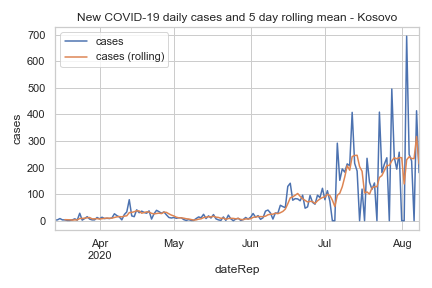 New COVID-19 daily cases and 5 day rolling mean - Kosovo
cases
cases (rolling)
700
600
500
400
300
200
100
0
cases
Apr
2020
May
Jun
Jul
Aug
dateRep